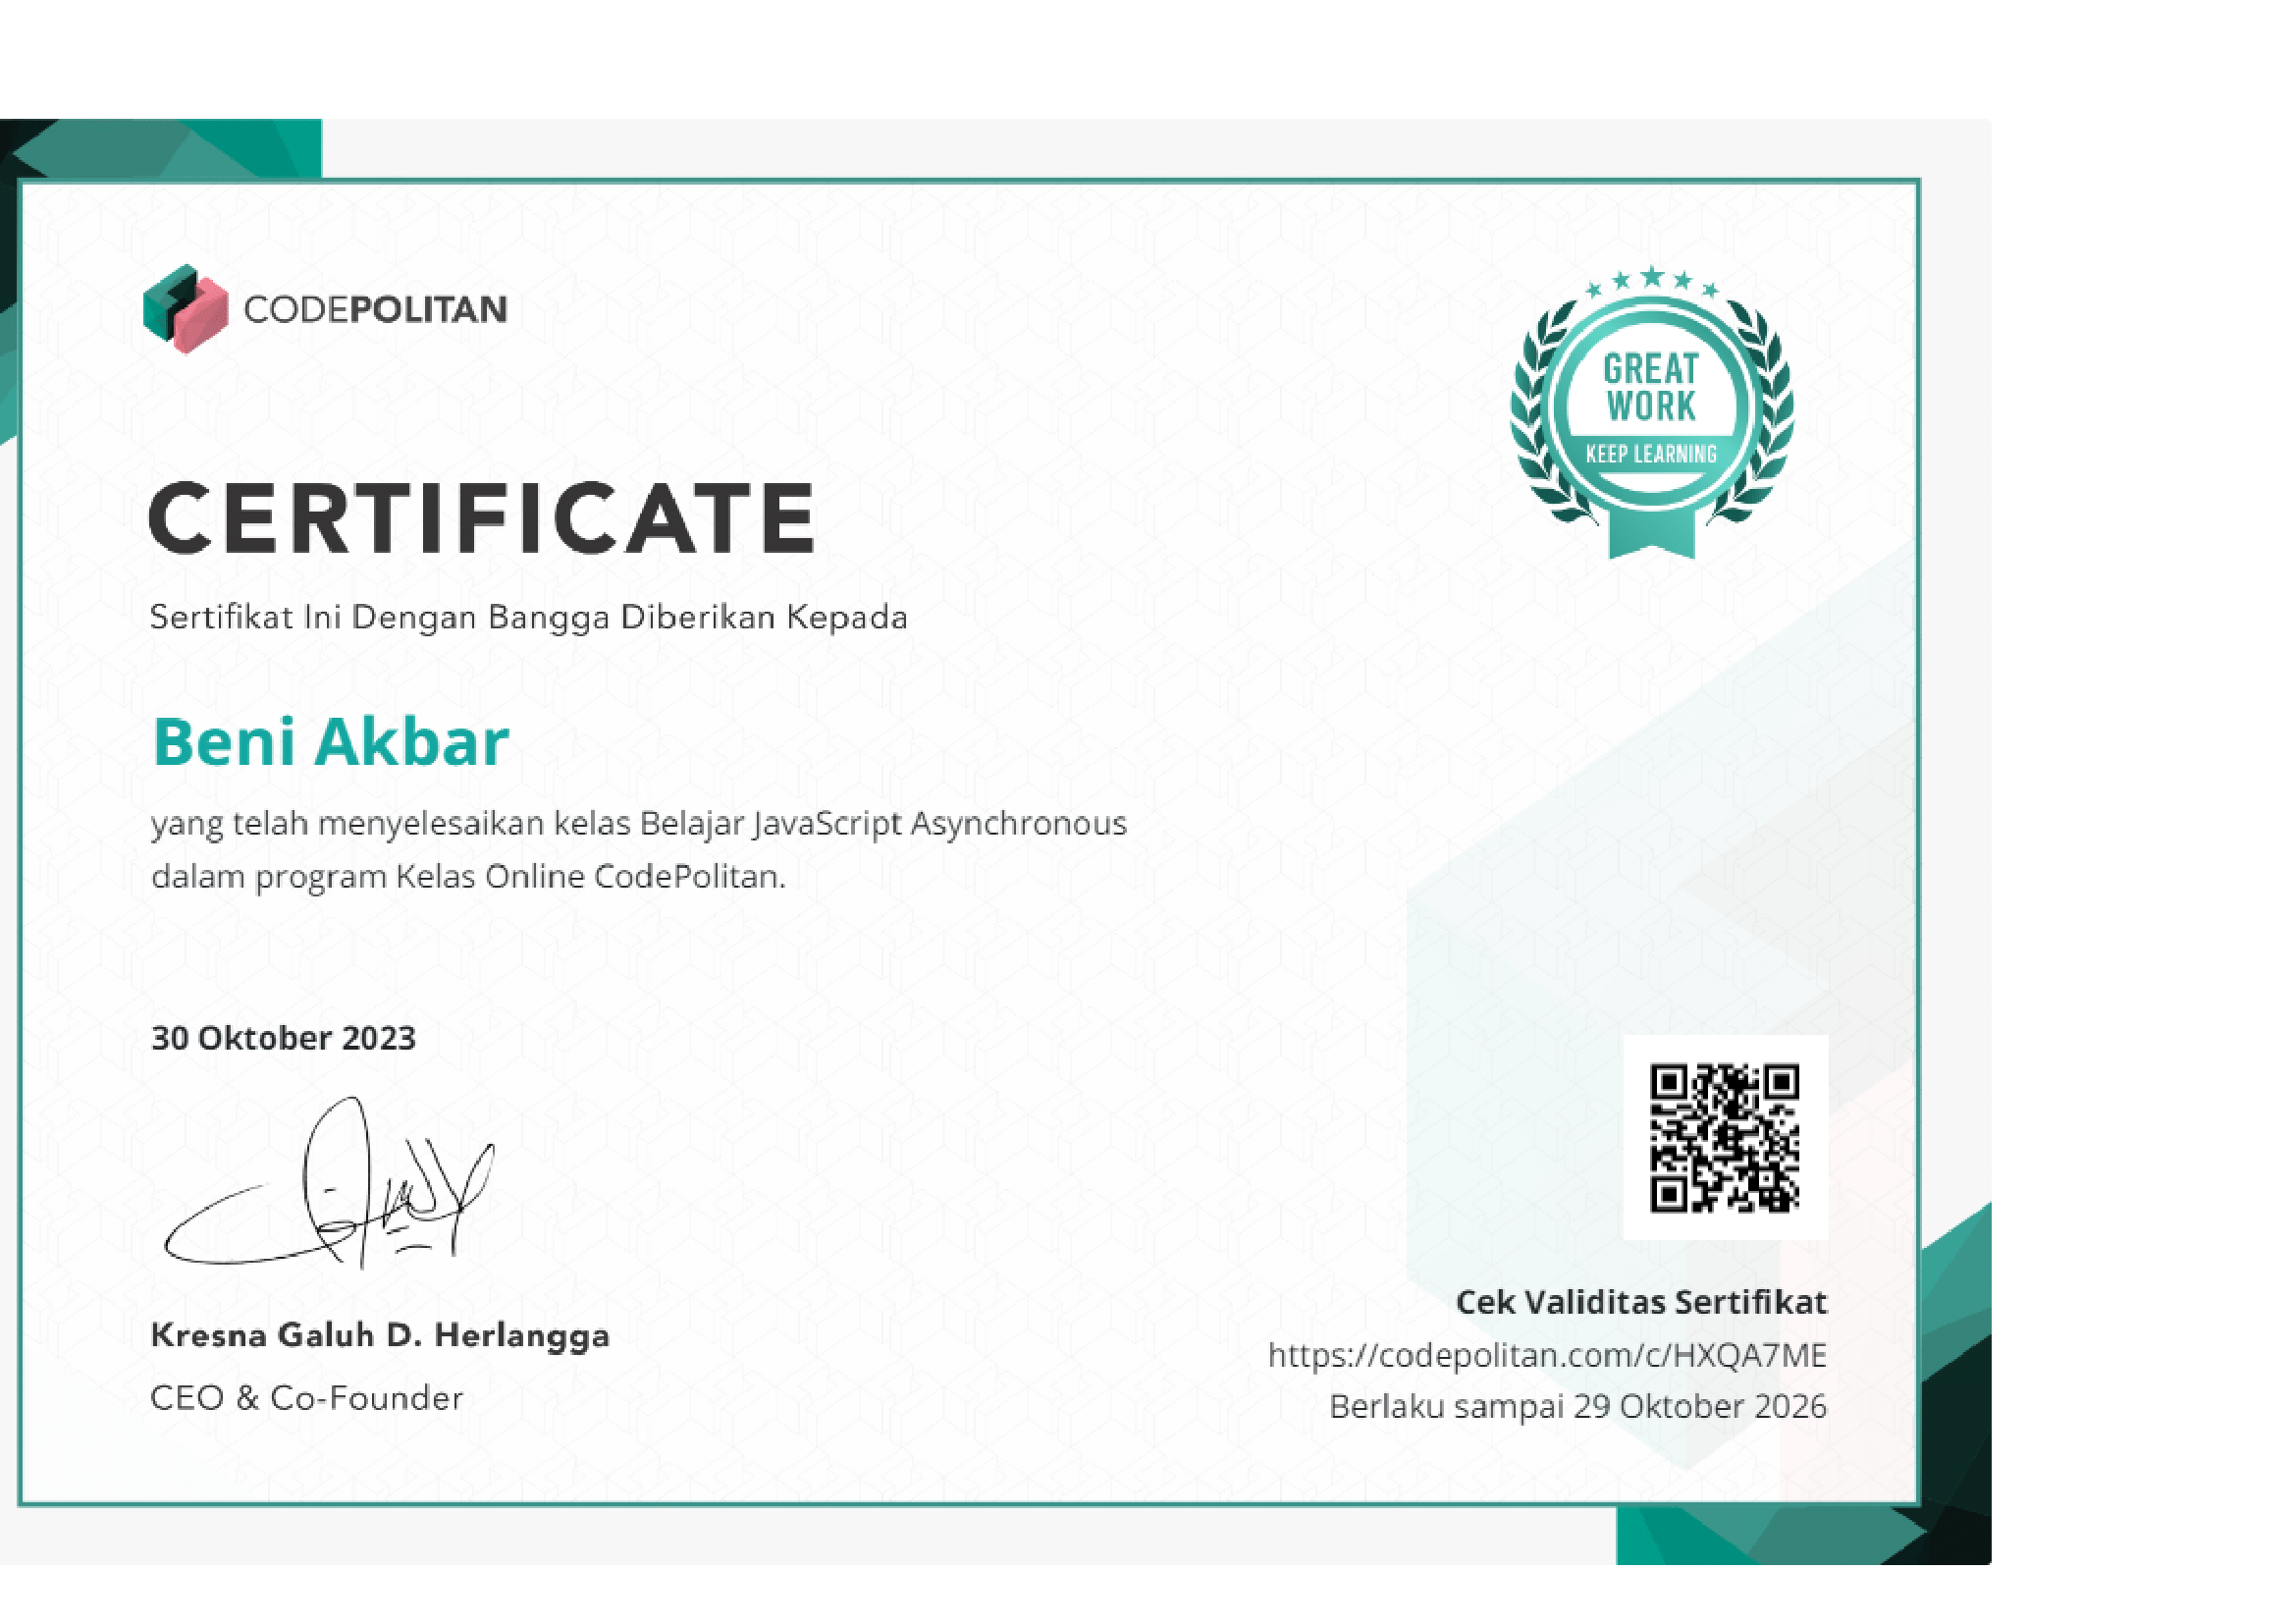 CODEPOLITAN
GREAT
WORK
KEEP LEARNING
CERTIFICATE
Sertifikat Ini Dengan Bangga Diberikan Kepada
Beni Akbar
yang telah menyelesaikan kelas Belajar JavaScript Asynchronous
dalam program Kelas Online CodePolitan.
30 Oktober 2023
Kresna Galuh D. Herlangga
CEO & Co-Founder
Cek Validitas Sertifikat
https://codepolitan.com/c/HXQA7ME
Berlaku sampai 29 Oktober 2026